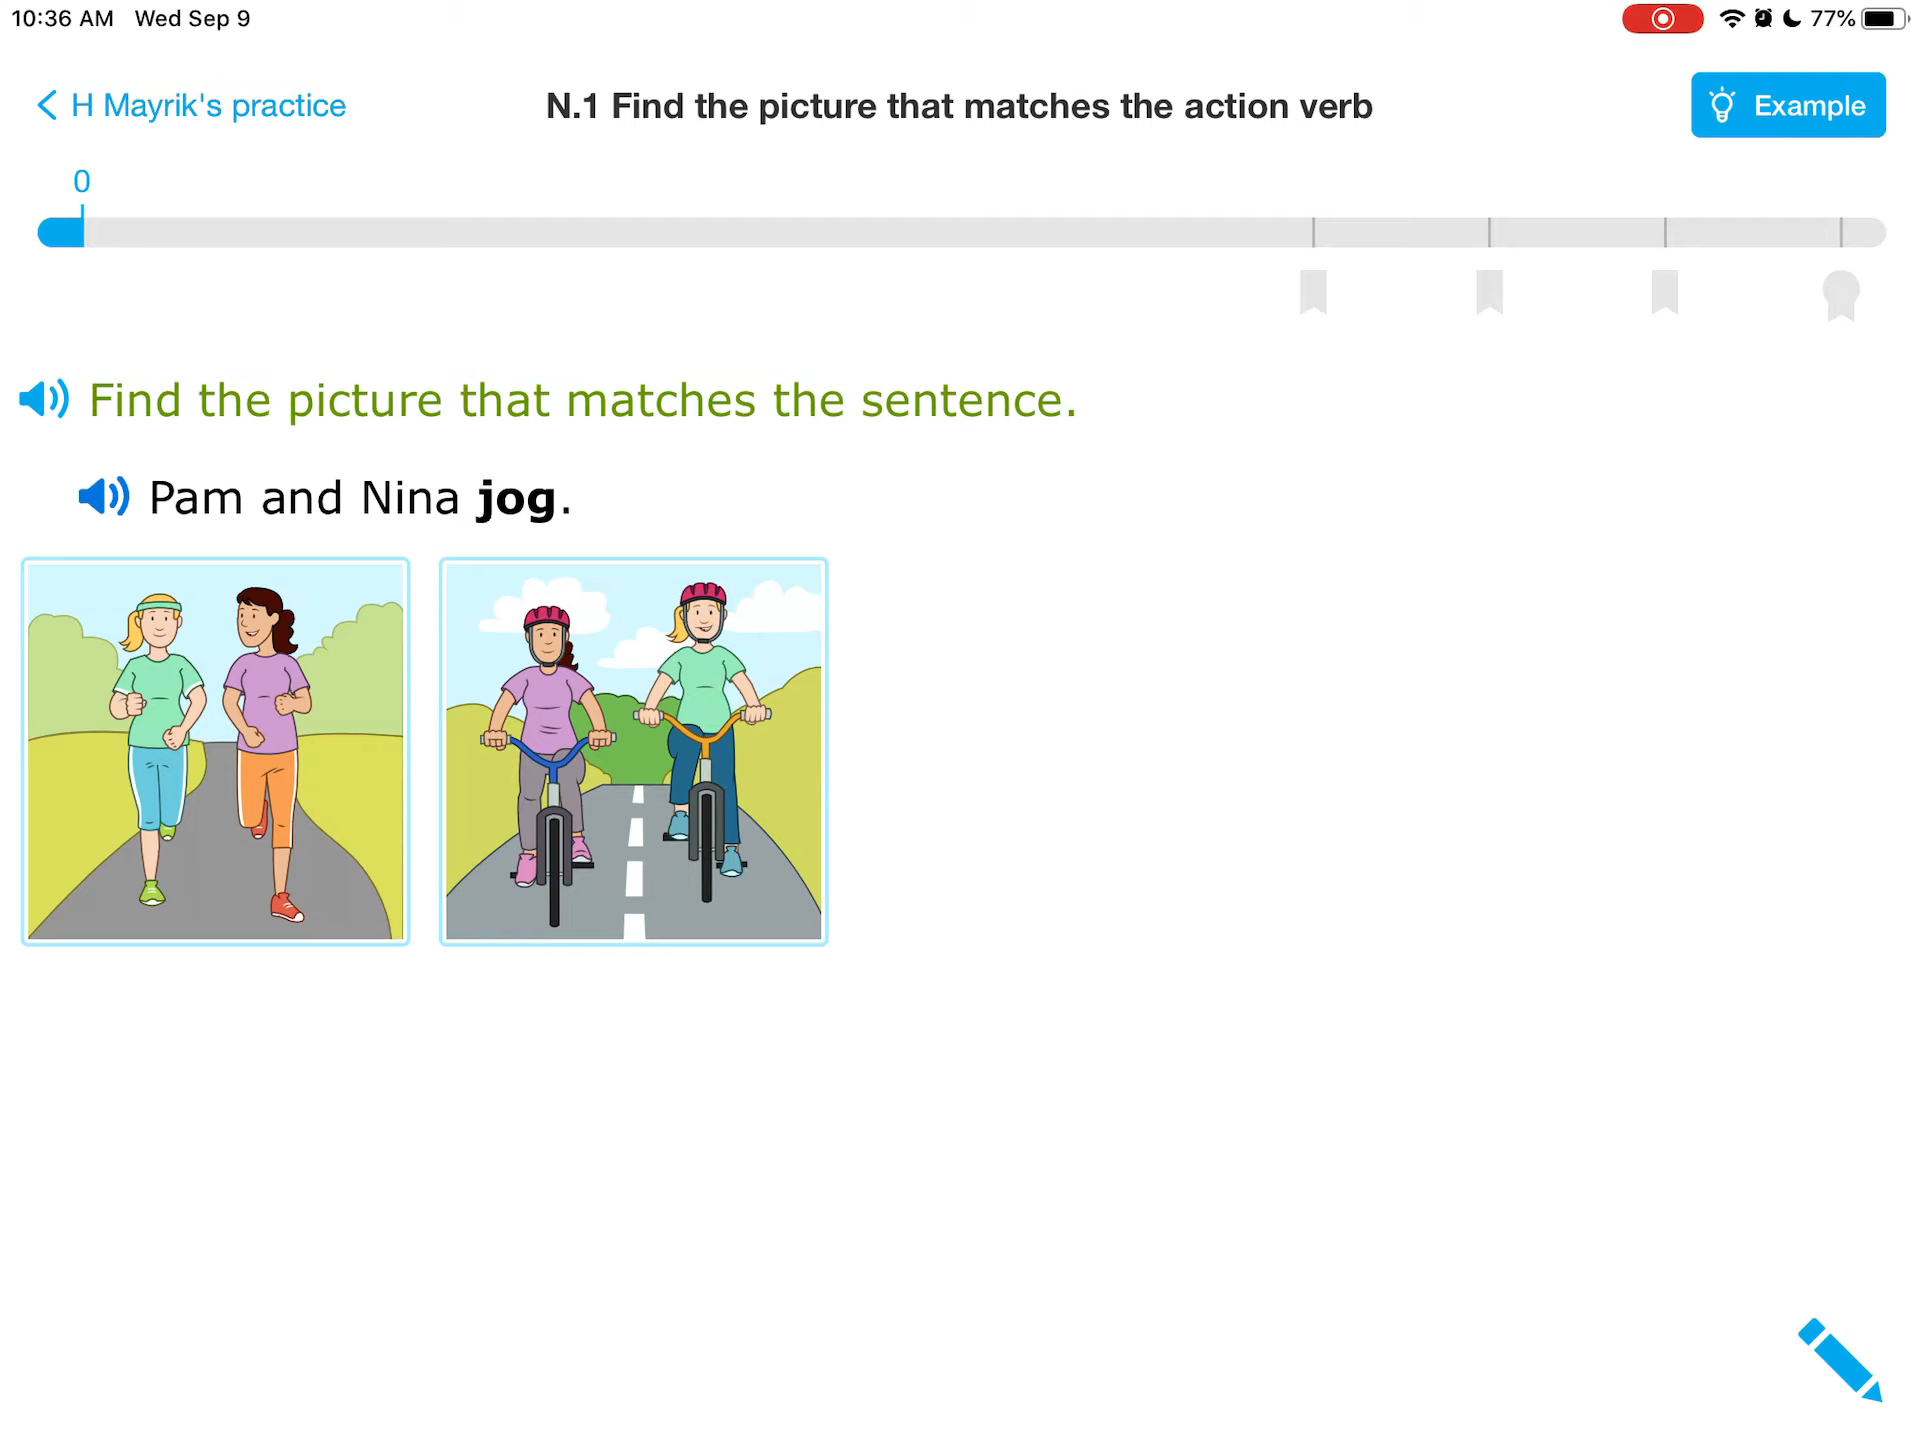 10:36 AM Wed Sep 9 77%
H Mayrik's practice N.1 Find the picture that matches the action verb Example
0
Find the picture that matches the sentence.
Pam and Nina jog.